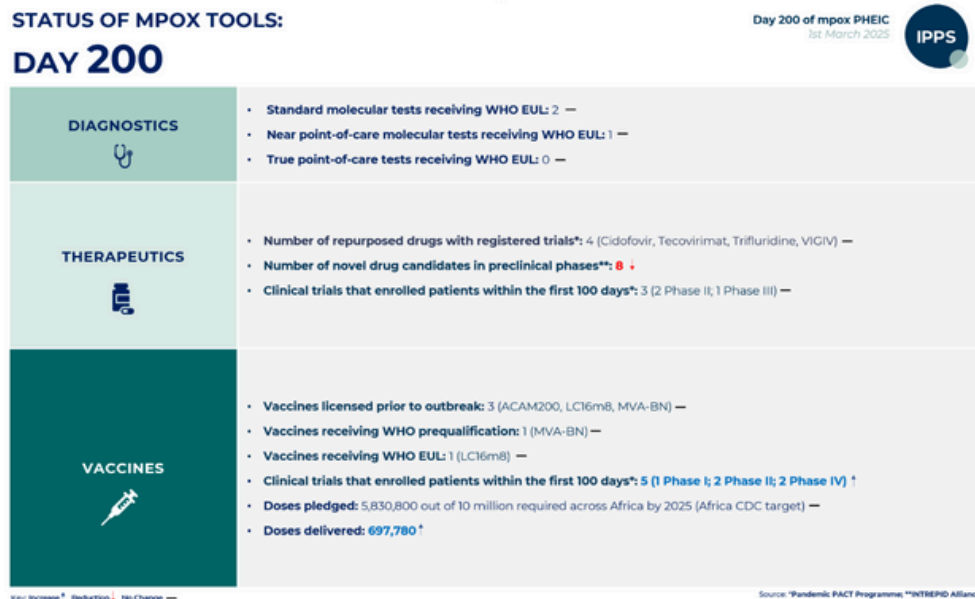 STATUS OF MPOX TOOLS:
DAY 200
Day 200 of mpox PHEIC
1st March 2025
IPPS
DIAGNOSTICS
• Standard molecular tests receiving WHO EUL: 2 —
• Near point-of-care molecular tests receiving WHO EUL: 1 —
• True point-of-care tests receiving WHO EUL: 0 —
THERAPEUTICS
• Number of repurposed drugs with registered trials*: 4 (Cidofovir, Tecovirimat, Trifluridine, VIGIV) —
• Number of novel drug candidates in preclinical phases**: 8 ↓
• Clinical trials that enrolled patients within the first 100 days*: 3 (2 Phase II; 1 Phase III) —
VACCINES
• Vaccines licensed prior to outbreak: 3 (ACAM200, LC16m8, MVA-BN) —
• Vaccines receiving WHO prequalification: 1 (MVA-BN) —
• Vaccines receiving WHO EUL: 1 (LC16m8) —
• Clinical trials that enrolled patients within the first 100 days*: 5 (1 Phase I; 2 Phase II; 2 Phase IV) ↑
• Doses pledged: 5,830,800 out of 10 million required across Africa by 2025 (Africa CDC target) —
• Doses delivered: 697,780 ↑
Key: Increase ↑ Reduction ↓ No Change —
Source: *Pandemic PACT Programme; **INTREPID Alliance